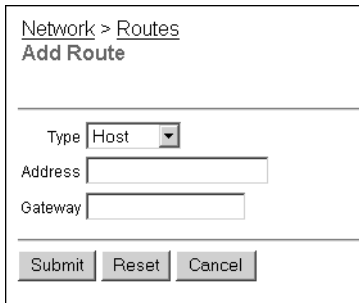 Network > Routes
Add Route
Type Host
Address
Gateway
Submit Reset Cancel